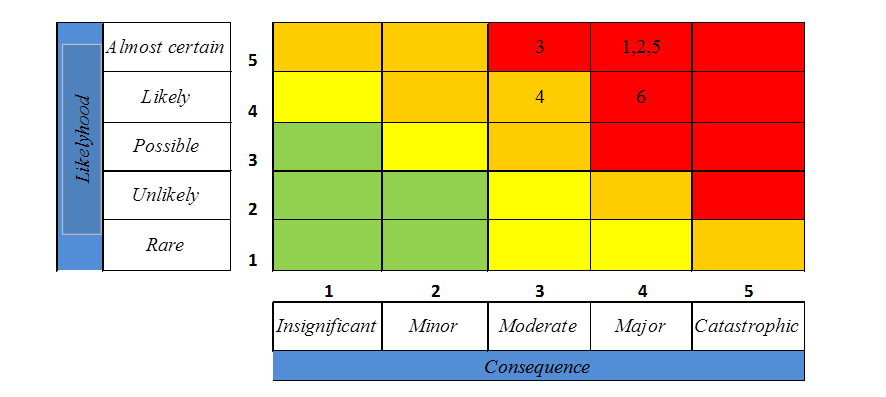 Likelyhood
Almost certain 5 3 1,2,5
Likely 4 4 6
Possible 3
Unlikely 2
Rare 1
1 2 3 4 5
Insignificant Minor Moderate Major Catastrophic
Consequence